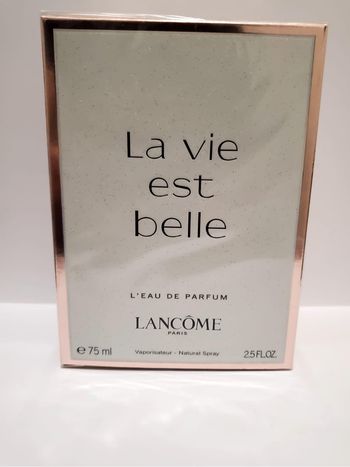 La vie
est
belle
L'EAU DE PARFUM
LANCÔME
PARIS
e 75 ml Vaporisateur - Natural Spray 2.5 FL.OZ.